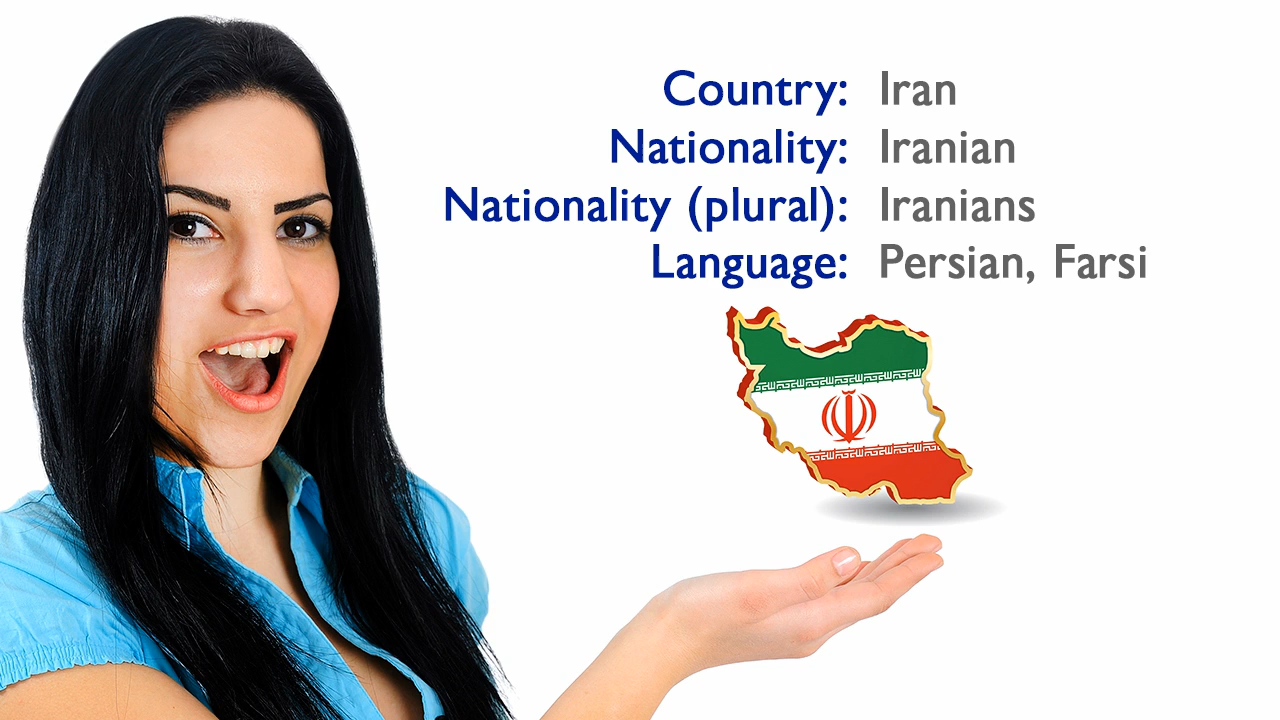 Country: Iran
Nationality: Iranian
Nationality (plural): Iranians
Language: Persian, Farsi